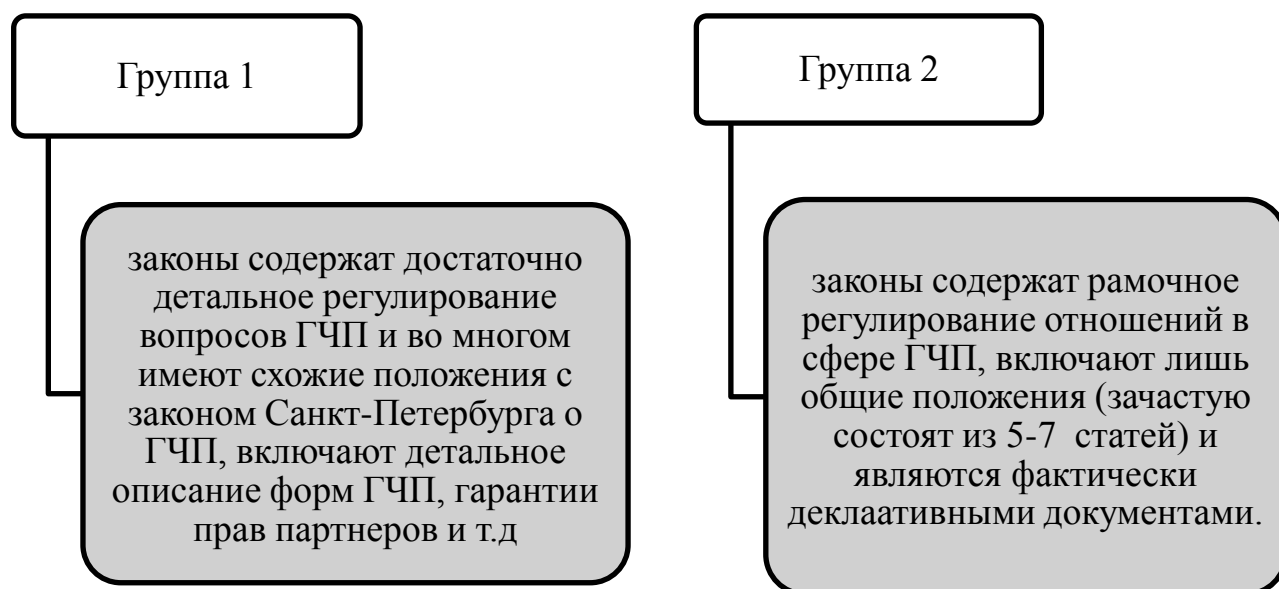 Группа 1
законы содержат достаточно
детальное регулирование
вопросов ГЧП и во многом
имеют схожие положения с
законом Санкт-Петербурга о
ГЧП, включают детальное
описание форм ГЧП, гарантии
прав партнеров и т.д
Группа 2
законы содержат рамочное
регулирование отношений в
сфере ГЧП, включают лишь
общие положения (зачастую
состоят из 5-7 статей) и
являются фактически
деклаативными документами.